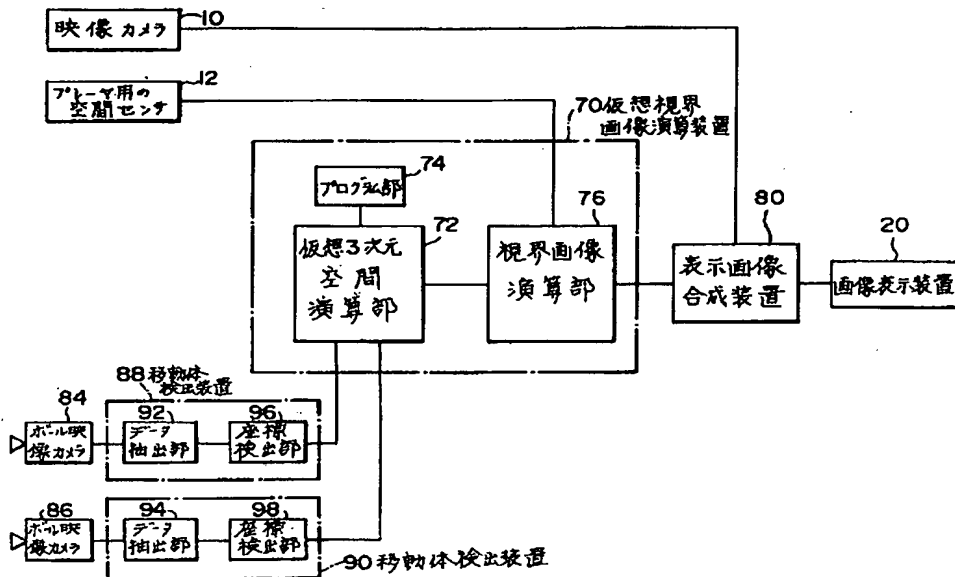 10
映像カメラ
12
プレーヤ用の
空間センサ
70 仮想視界
画像演算装置
74
プログラム部
72
仮想3次元
空間
演算部
76
視界画像
演算部
80
表示画像
合成装置
20
画像表示装置
88 移動体
検出装置
84
ボール映
像カメラ
92
データ
抽出部
96
座標
検出部
86
ボール映
像カメラ
94
データ
抽出部
98
座標
検出部
90 移動体検出装置